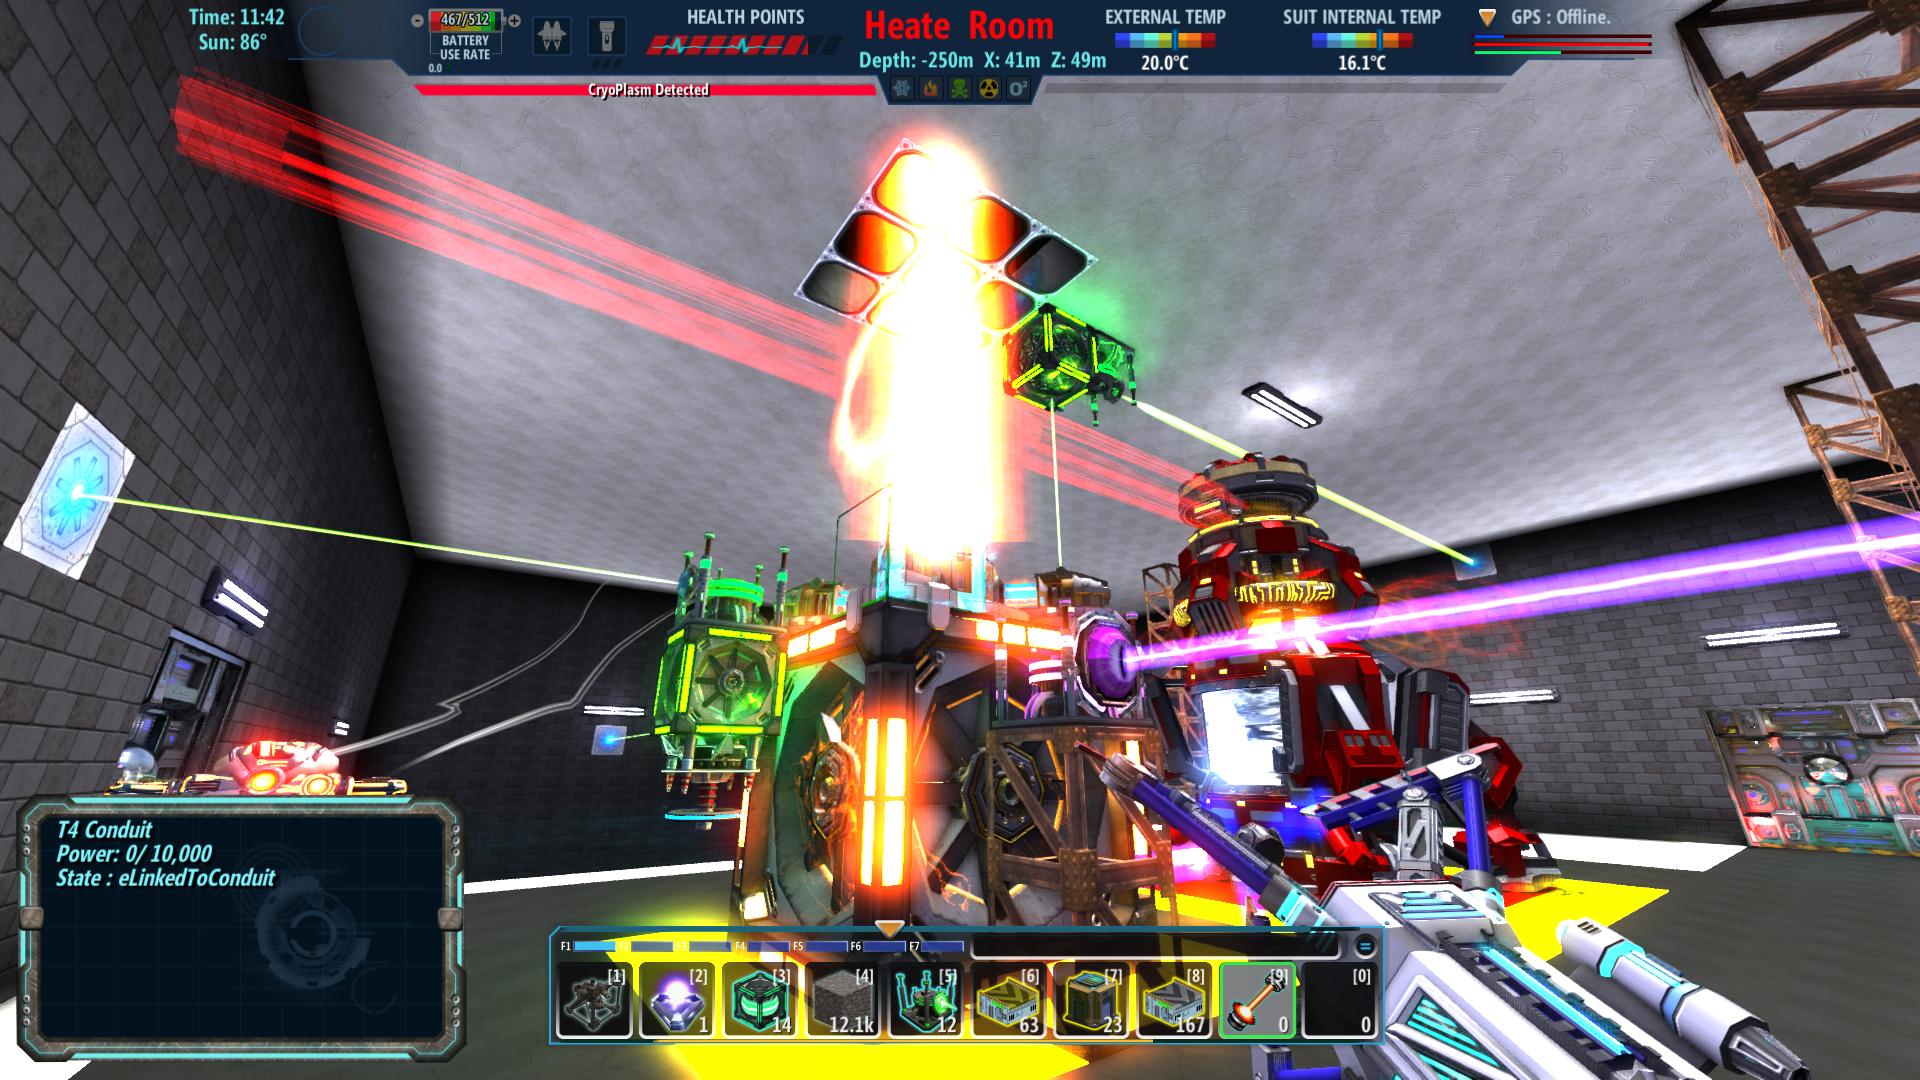 Time: 11:42
Sun: 86°
467/512
BATTERY
USE RATE
0.0
HEALTH POINTS
Heate Room
Depth: -250m X: 41m Z: 49m
EXTERNAL TEMP
20.0°C
SUIT INTERNAL TEMP
16.1°C
GPS : Offline.
CryoPlasm Detected
O²
T4 Conduit
Power: 0/ 10,000
State : eLinkedToConduit
F1 F2 F3 F4 F5 F6 F7
[1] [2] [3] [4] [5] [6] [7] [8] [9] [0]
1 14 12.1k 12 63 23 167 0 0